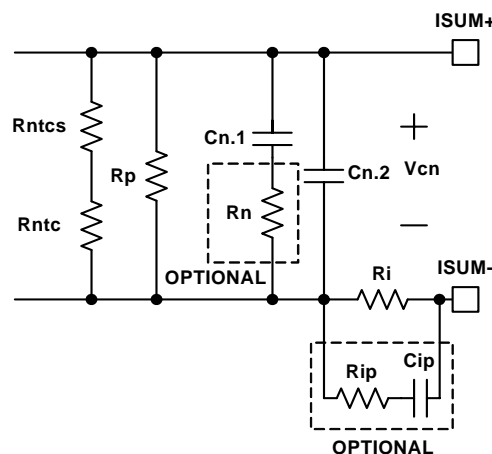 ISUM+
Rntcs
Cn.1
+
Rp
Cn.2
Vcn
Rn
Rntc
—
OPTIONAL
Ri
ISUM-
Rip
Cip
OPTIONAL